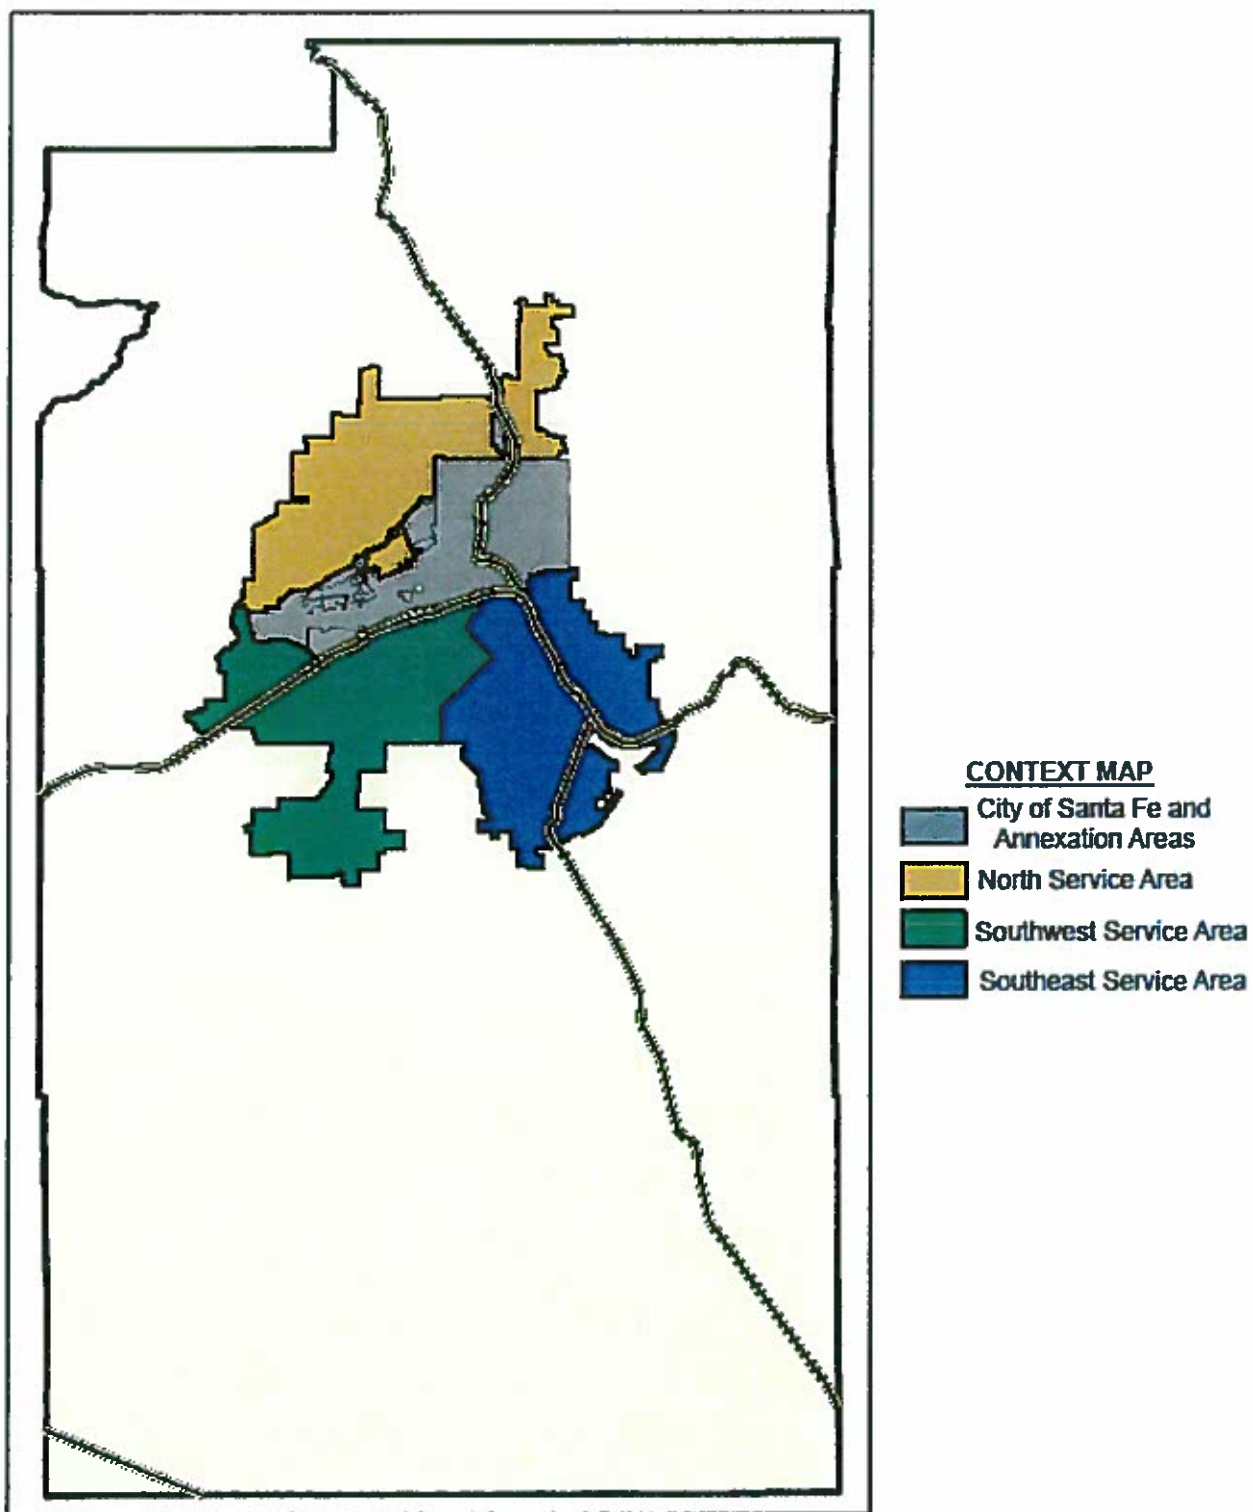 CONTEXT MAP
City of Santa Fe and
Annexation Areas
North Service Area
Southwest Service Area
Southeast Service Area